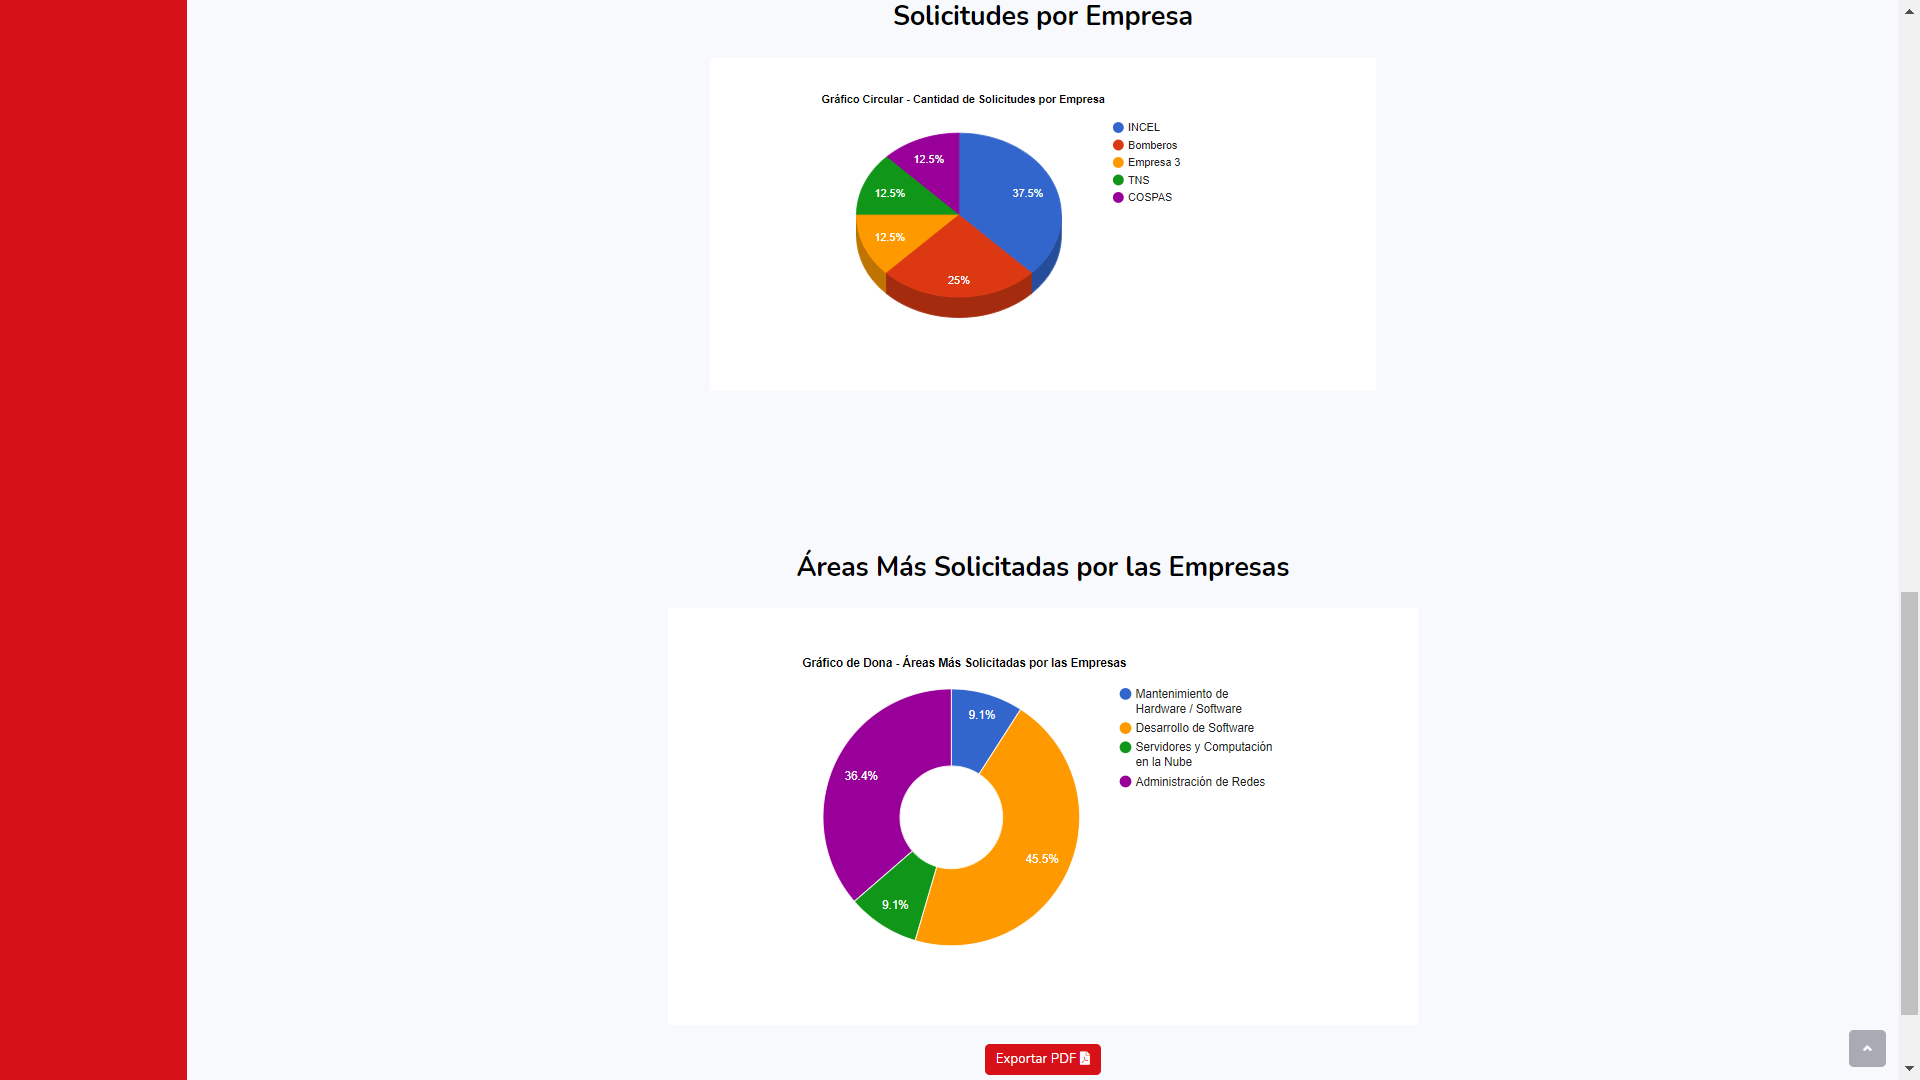 Solicitudes por Empresa
Gráfico Circular - Cantidad de Solicitudes por Empresa
INCEL
Bomberos
Empresa 3
TNS
COSPAS
12.5%
37.5%
12.5%
12.5%
25%
Áreas Más Solicitadas por las Empresas
Gráfico de Dona - Áreas Más Solicitadas por las Empresas
Mantenimiento de
Hardware / Software
Desarrollo de Software
Servidores y Computación
en la Nube
Administración de Redes
9.1%
36.4%
45.5%
9.1%
Exportar PDF